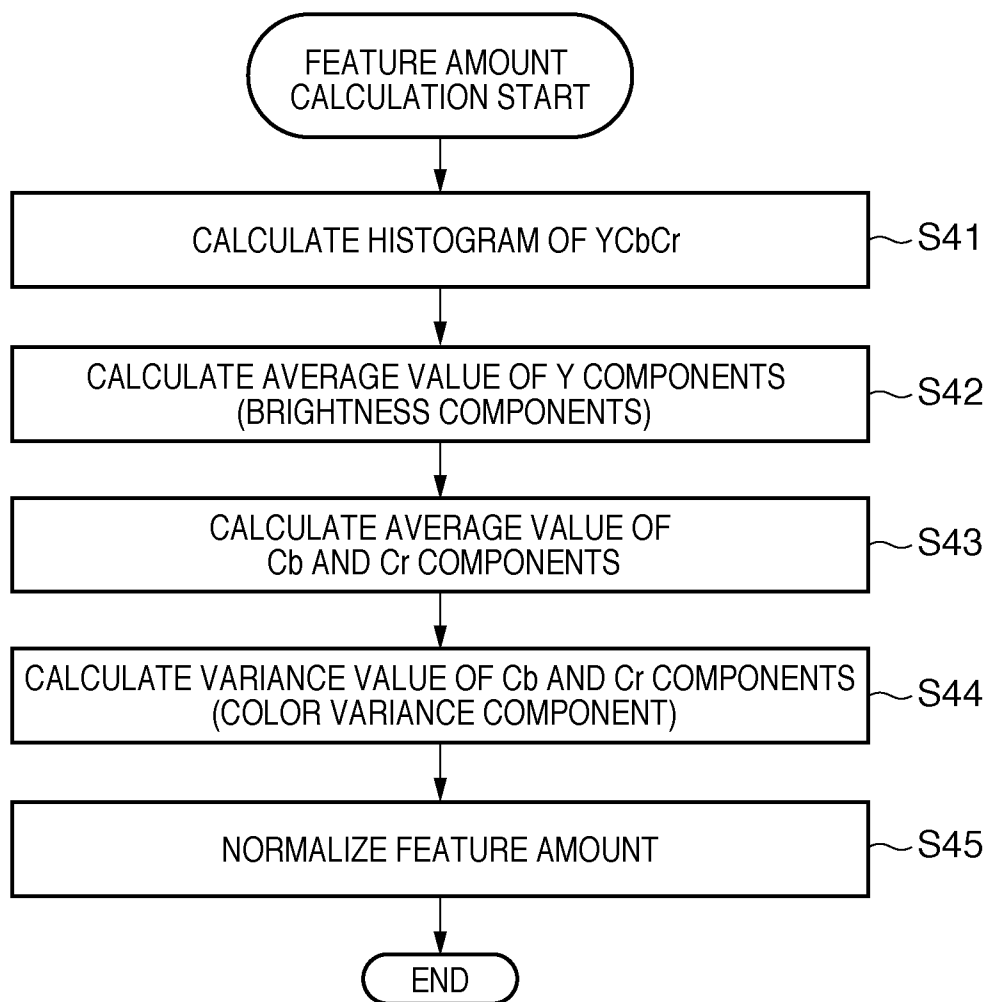 FEATURE AMOUNT
CALCULATION START
CALCULATE HISTOGRAM OF YCbCr
S41
CALCULATE AVERAGE VALUE OF Y COMPONENTS
(BRIGHTNESS COMPONENTS)
S42
CALCULATE AVERAGE VALUE OF
Cb AND Cr COMPONENTS
S43
CALCULATE VARIANCE VALUE OF Cb AND Cr COMPONENTS
(COLOR VARIANCE COMPONENT)
S44
NORMALIZE FEATURE AMOUNT
S45
END